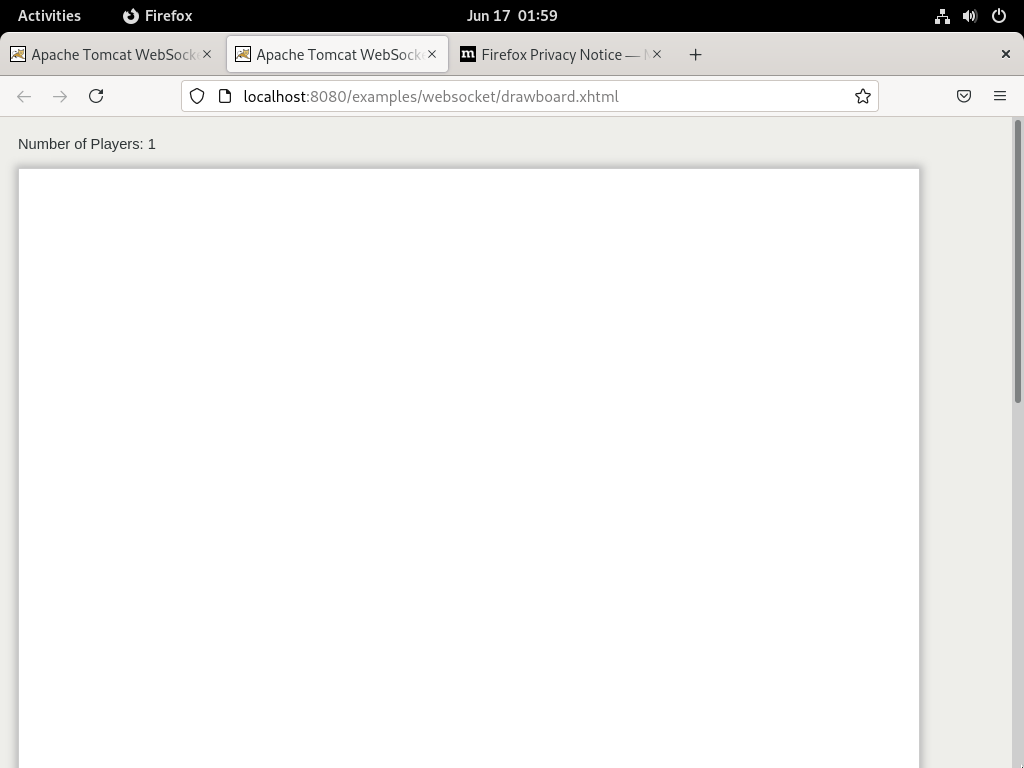 Activities
Firefox
Jun 17 01:59
Apache Tomcat WebSock
Apache Tomcat WebSock
Firefox Privacy Notice —
localhost:8080/examples/websocket/drawboard.xhtml
Number of Players: 1